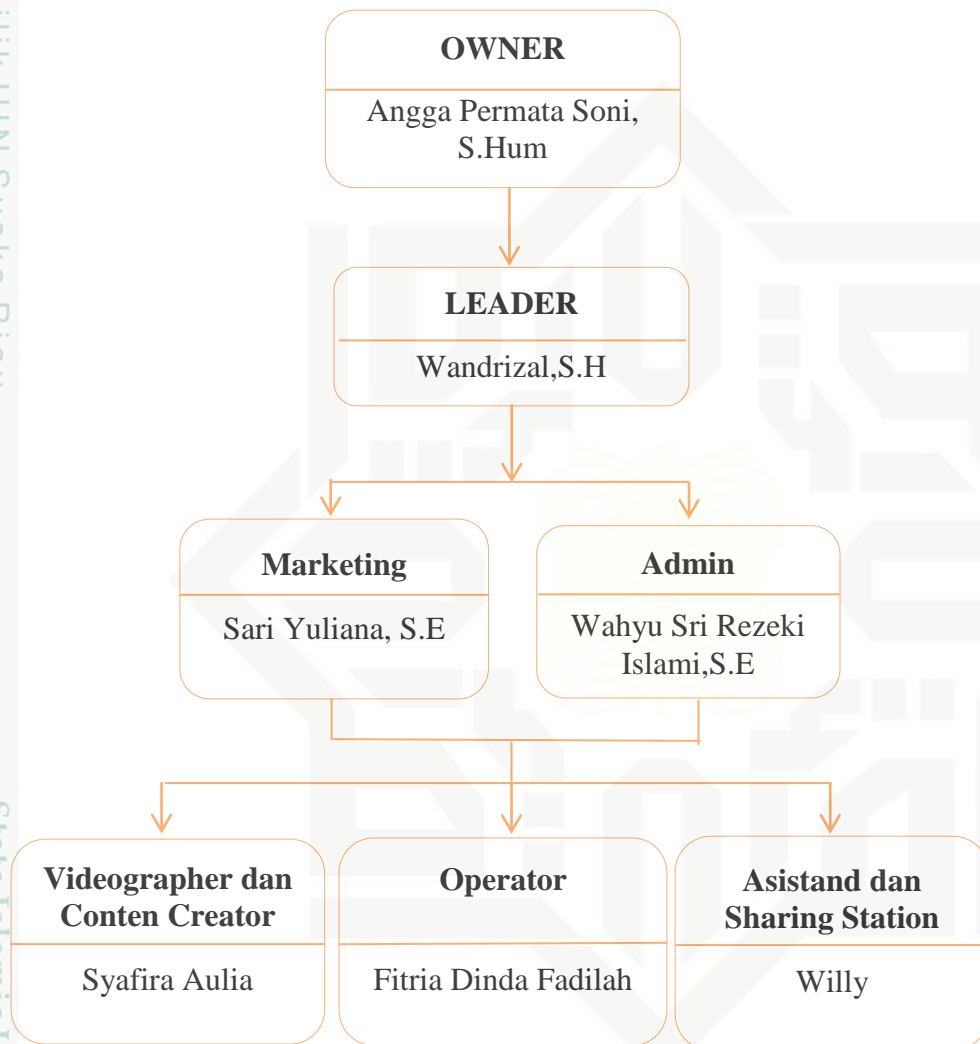 OWNER
Angga Permata Soni,
S.Hum
LEADER
Wandrizal,S.H
Marketing
Sari Yuliana, S.E
Admin
Wahyu Sri Rezeki
Islami,S.E
Videographer dan
Conten Creator
Syafira Aulia
Operator
Fitria Dinda Fadilah
Asistand dan
Sharing Station
Willy